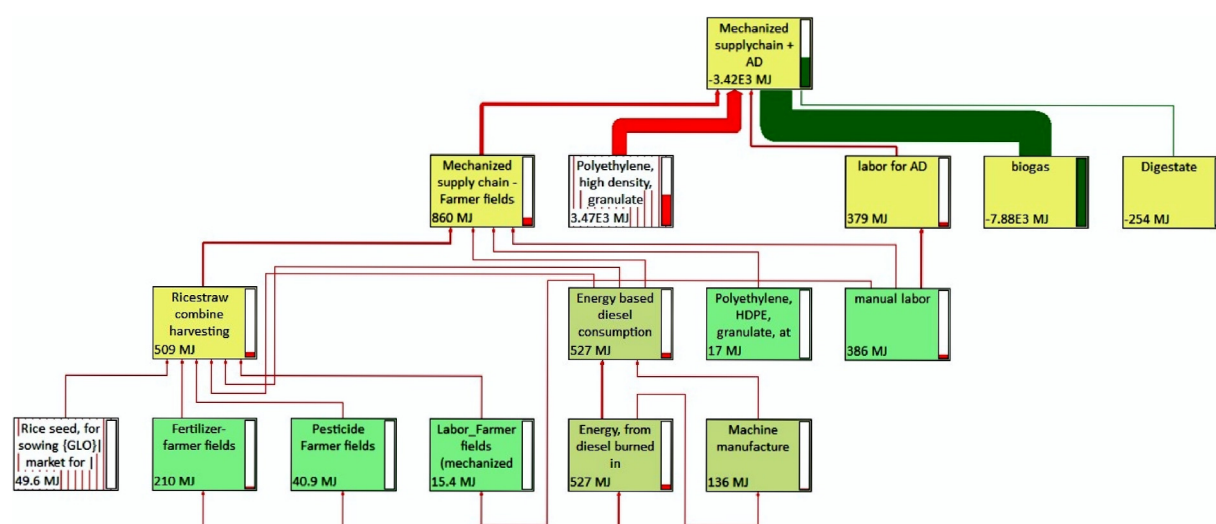 Mechanized
supplychain +
AD
-3.42E3 MJ
Mechanized
supply chain -
Farmer fields
860 MJ
Polyethylene,
high density,
granulate
3.47E3 MJ
labor for AD
379 MJ
biogas
-7.88E3 MJ
Digestate
-254 MJ
Ricestraw
combine
harvesting
509 MJ
Energy based
diesel
consumption
527 MJ
Polyethylene,
HDPE,
granulate, at
17 MJ
manual labor
386 MJ
Rice seed, for
sowing {GLO}|
market for |
49.6 MJ
Fertilizer-
farmer fields
210 MJ
Pesticide
Farmer fields
40.9 MJ
Labor_Farmer
fields
(mechanized
15.4 MJ
Energy, from
diesel burned
in
527 MJ
Machine
manufacture
136 MJ